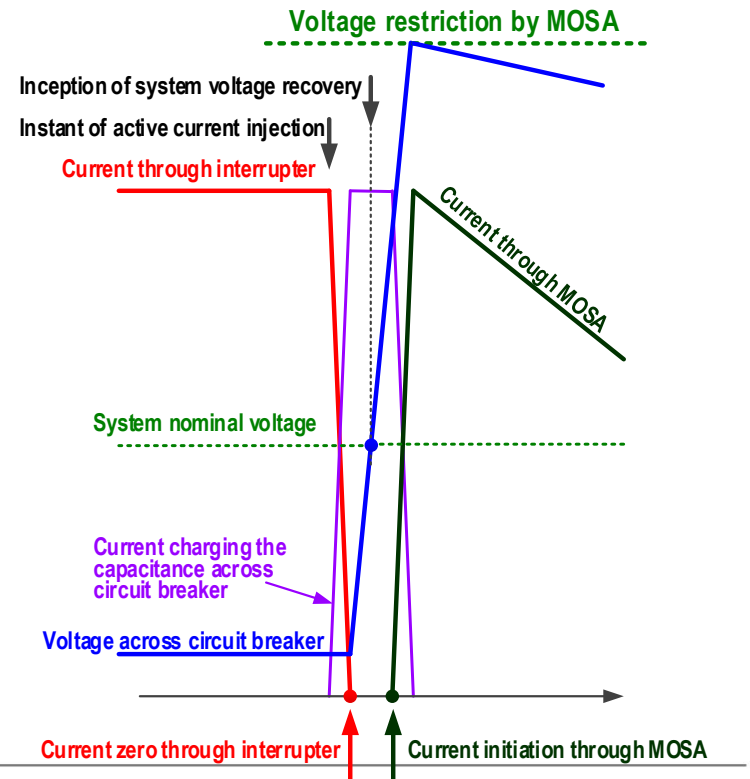 Voltage restriction by MOSA
Inception of system voltage recovery
Instant of active current injection
Current through interrupter
Current through MOSA
System nominal voltage
Current charging the
capacitance across
circuit breaker
Voltage across circuit breaker
Current zero through interrupter
Current initiation through MOSA